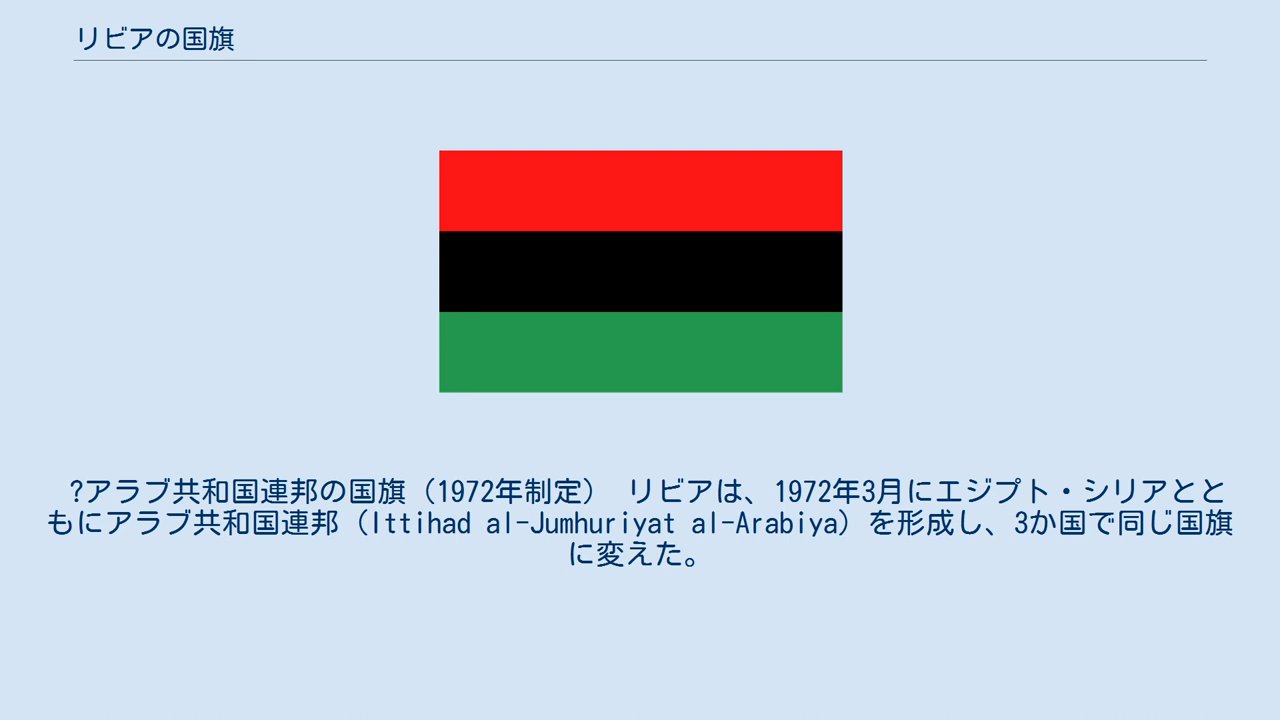 リビアの国旗
?アラブ共和国連邦の国旗（1972年制定）　リビアは、1972年3月にエジプト・シリアとと
もにアラブ共和国連邦（Ittihad al-Jumhuriyat al-Arabiya）を形成し、3か国で同じ国旗
に変えた。